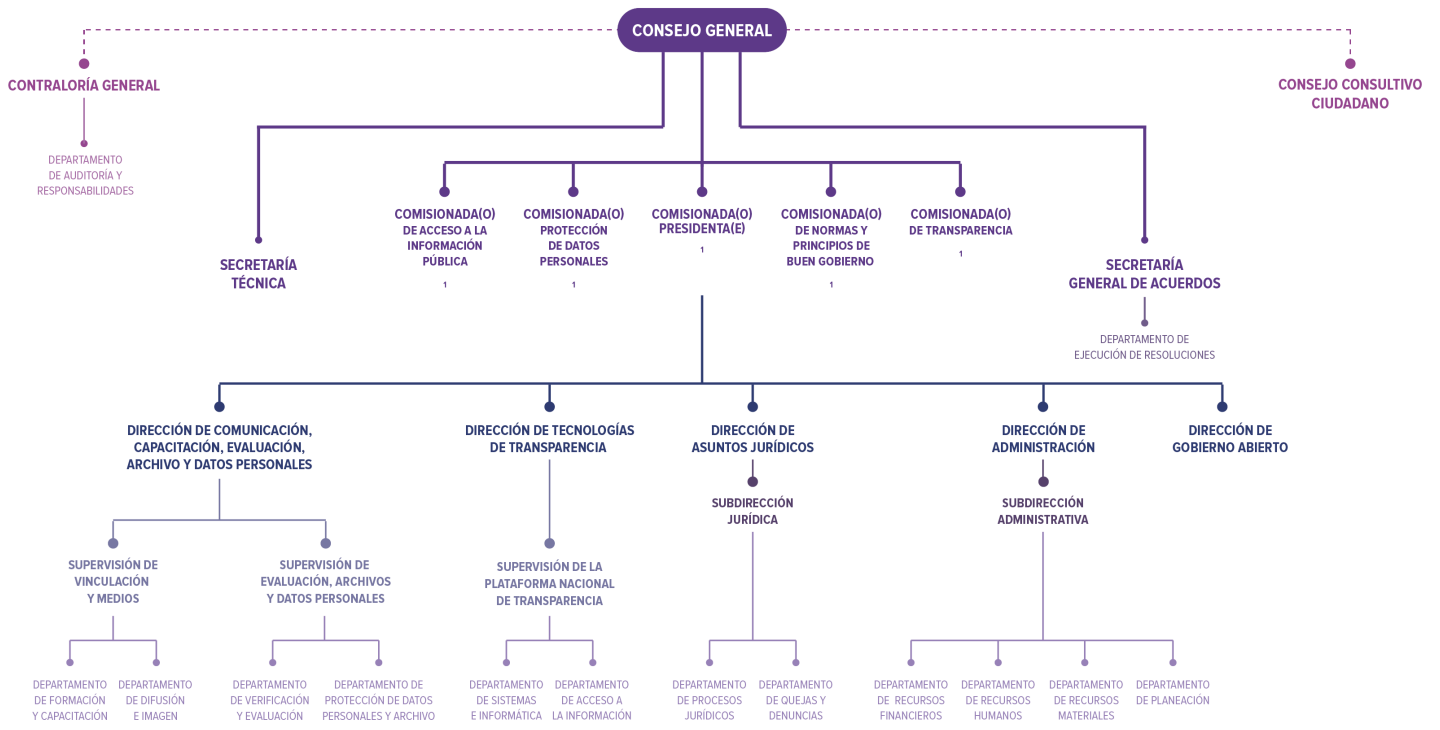 CONSEJO GENERAL
CONTRALORÍA GENERAL
DEPARTAMENTO
DE AUDITORÍA Y
RESPONSABILIDADES
CONSEJO CONSULTIVO
CIUDADANO
SECRETARÍA
TÉCNICA
COMISIONADA(O)
DE ACCESO A LA
INFORMACIÓN
PÚBLICA
1
COMISIONADA(O)
PROTECCIÓN
DE DATOS
PERSONALES
1
COMISIONADA(O)
PRESIDENTA(E)
1
COMISIONADA(O)
DE NORMAS Y
PRINCIPIOS DE
BUEN GOBIERNO
1
COMISIONADA(O)
DE TRANSPARENCIA
1
SECRETARÍA
GENERAL DE ACUERDOS
DEPARTAMENTO DE
EJECUCIÓN DE RESOLUCIONES
DIRECCIÓN DE COMUNICACIÓN,
CAPACITACIÓN, EVALUACIÓN,
ARCHIVO Y DATOS PERSONALES
DIRECCIÓN DE TECNOLOGÍAS
DE TRANSPARENCIA
DIRECCIÓN DE
ASUNTOS JURÍDICOS
DIRECCIÓN DE
ADMINISTRACIÓN
DIRECCIÓN DE
GOBIERNO ABIERTO
SUBDIRECCIÓN
JURÍDICA
SUBDIRECCIÓN
ADMINISTRATIVA
SUPERVISIÓN DE
VINCULACIÓN
Y MEDIOS
SUPERVISIÓN DE
EVALUACIÓN, ARCHIVOS
Y DATOS PERSONALES
SUPERVISIÓN DE LA
PLATAFORMA NACIONAL
DE TRANSPARENCIA
DEPARTAMENTO
DE FORMACIÓN
Y CAPACITACIÓN
DEPARTAMENTO
DE DIFUSIÓN
E IMAGEN
DEPARTAMENTO
DE VERIFICACIÓN
Y EVALUACIÓN
DEPARTAMENTO DE
PROTECCIÓN DE DATOS
PERSONALES Y ARCHIVO
DEPARTAMENTO
DE SISTEMAS
E INFORMÁTICA
DEPARTAMENTO
DE ACCESO A
LA INFORMACIÓN
DEPARTAMENTO
DE PROCESOS
JURÍDICOS
DEPARTAMENTO
DE QUEJAS Y
DENUNCIAS
DEPARTAMENTO
DE RECURSOS
FINANCIEROS
DEPARTAMENTO
DE RECURSOS
HUMANOS
DEPARTAMENTO
DE RECURSOS
MATERIALES
DEPARTAMENTO
DE PLANEACIÓN